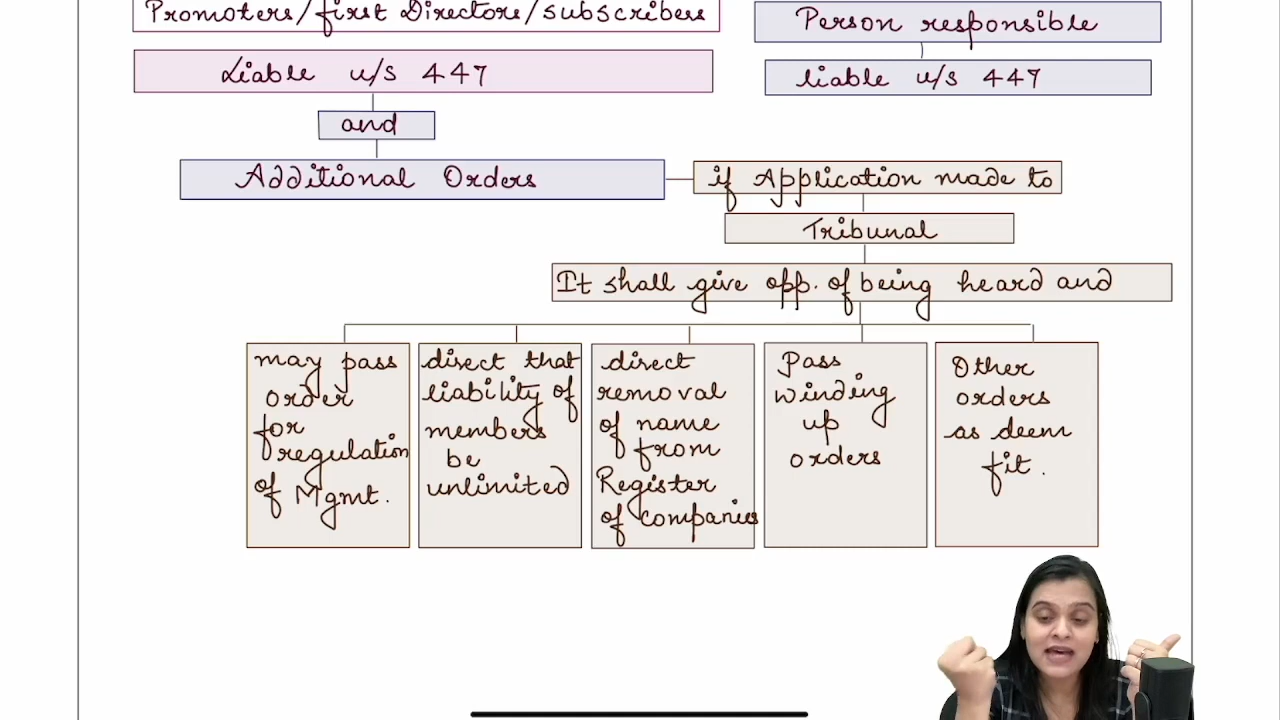 Promoters/first Directors/subscribers
Liable u/s 447
and
Additional Orders
Person responsible
liable u/s 447
if Application made to
Tribunal
It shall give opp. of being heard and
may pass
order
for
regulation
of Mgmt.
direct that
liability of
members
be
unlimited
direct
removal
of name
from
Register
of companies
Pass
winding
up
orders
Other
orders
as deem
fit.